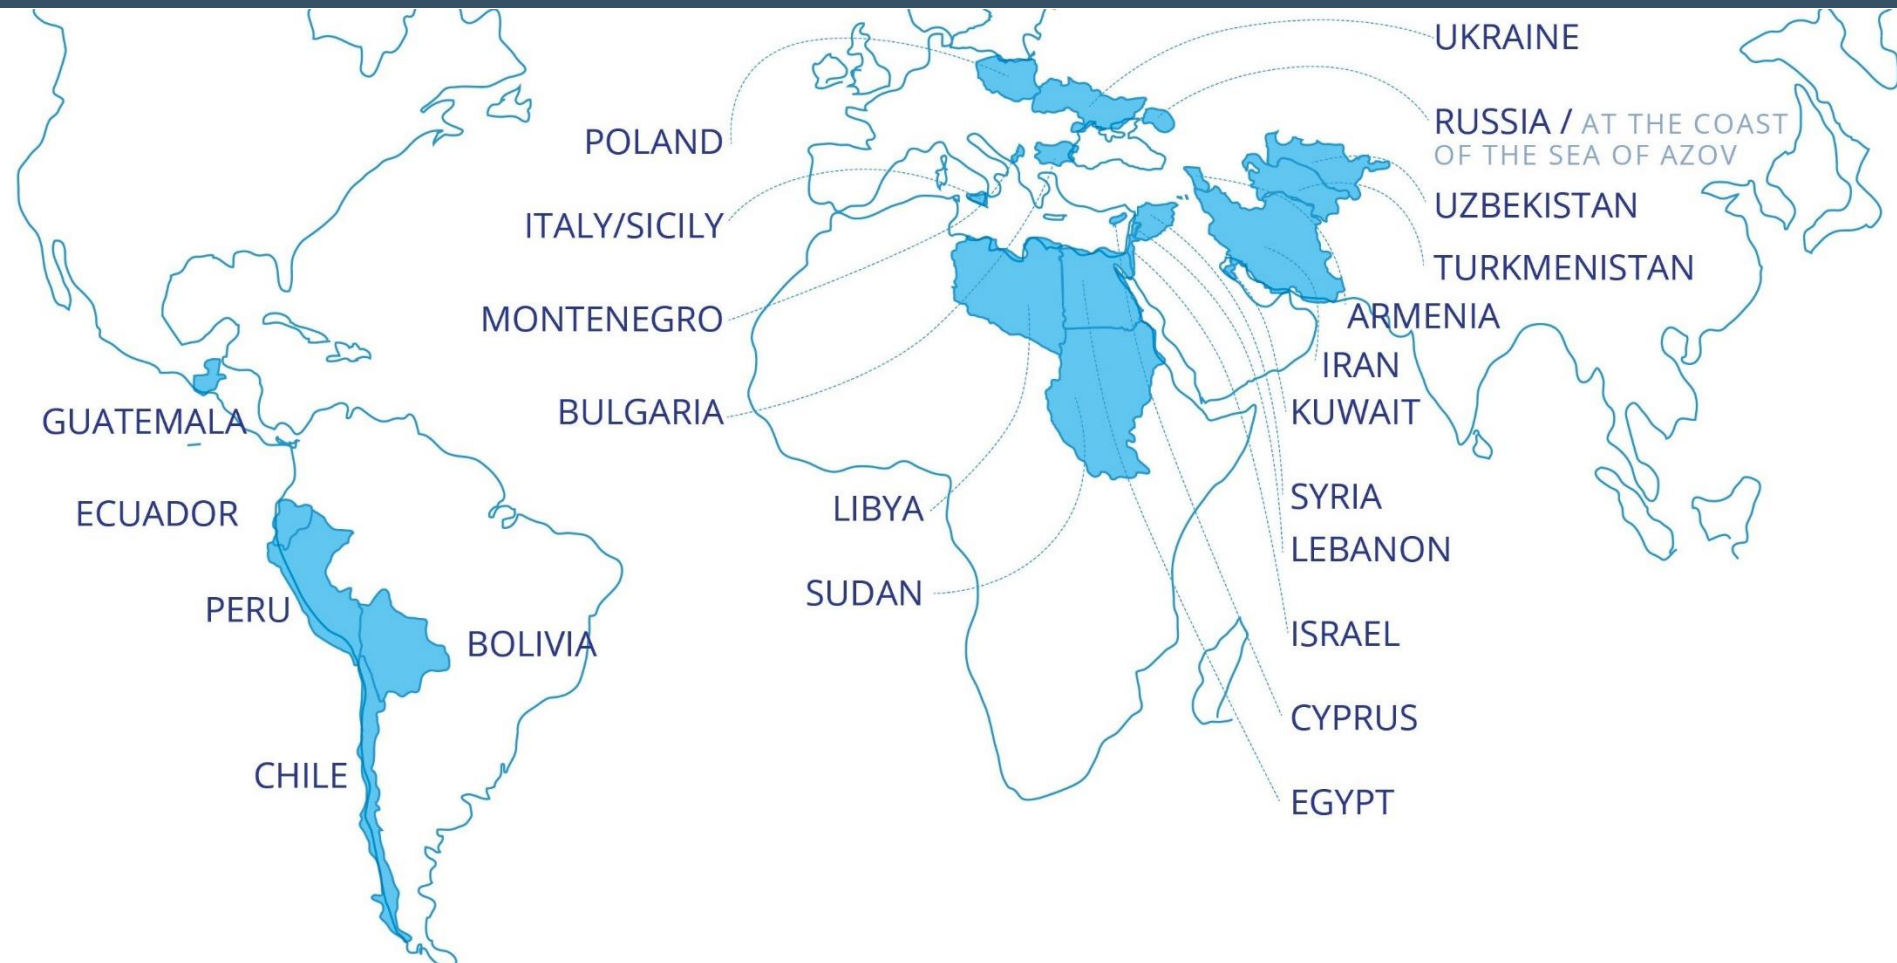 UKRAINE
RUSSIA / AT THE COAST
OF THE SEA OF AZOV
POLAND
UZBEKISTAN
ITALY/SICILY
TURKMENISTAN
MONTENEGRO
ARMENIA
IRAN
BULGARIA
KUWAIT
GUATEMALA
SYRIA
LIBYA
ECUADOR
LEBANON
SUDAN
PERU
ISRAEL
BOLIVIA
CYPRUS
CHILE
EGYPT